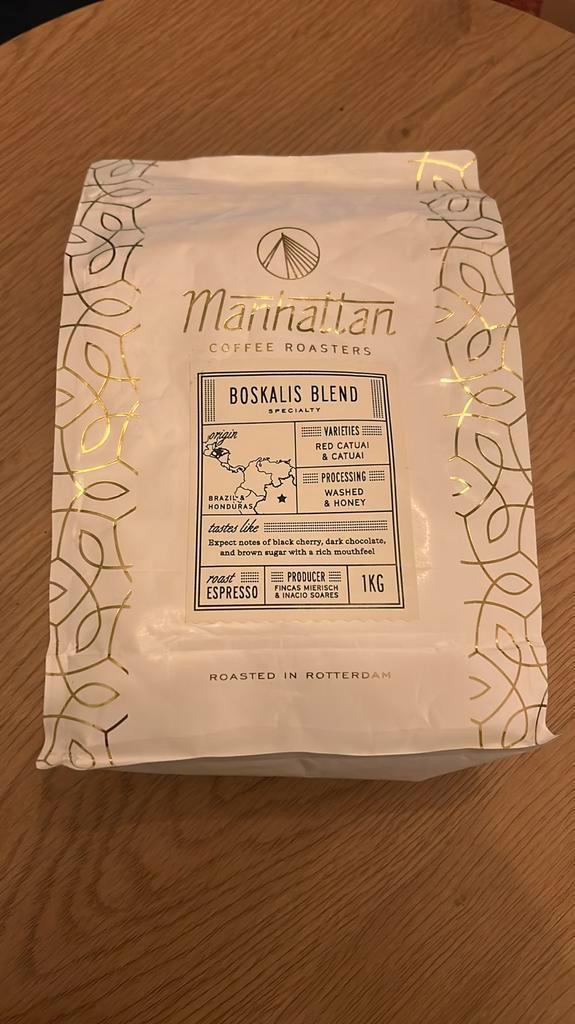 Manhattan
COFFEE ROASTERS
BOSKALIS BLEND
SPECIALTY
origin
BRAZIL &
HONDURAS
VARIETIES
RED CATUAI
& CATUAI
PROCESSING
WASHED
& HONEY
tastes like
Expect notes of black cherry, dark chocolate,
and brown sugar with a rich mouthfeel
roast
ESPRESSO
PRODUCER
FINCAS MIERISCH
& INACIO SOARES
1KG
ROASTED IN ROTTERDAM